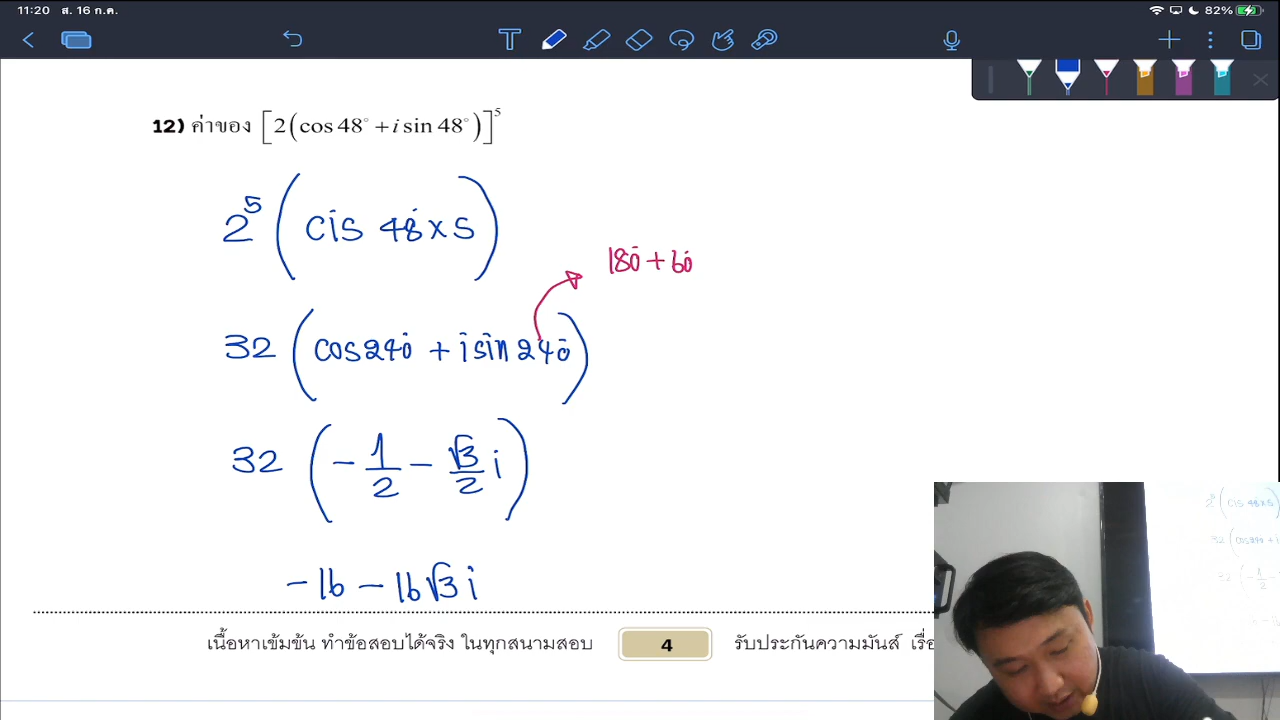 11:20 ส. 16 ก.ค. 82%
12) ค่าของ [2(cos 48° + i sin 48°)]⁵
2⁵ (cis 48° × 5)
180° + 60°
32 (cos 240° + i sin 240°)
32 (-1/2 - √3/2 i)
-16 - 16√3 i
เนื้อหาเข้มข้น ทำข้อสอบได้จริง ในทุกสนามสอบ 4 รับประกันความมันส์ เรื่อ